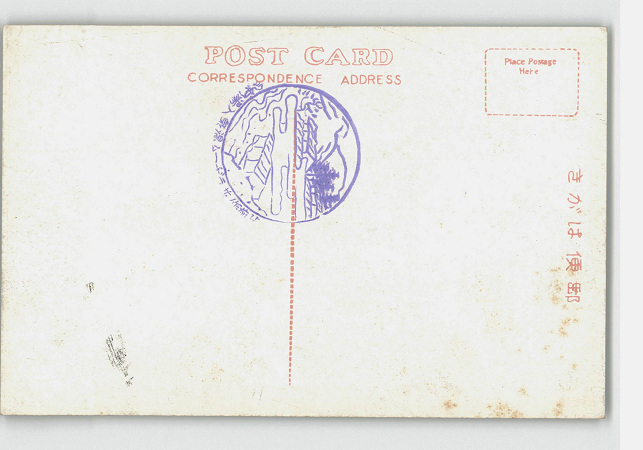 POST CARD
CORRESPONDENCE ADDRESS
Place Postage
Here
きがは便郵